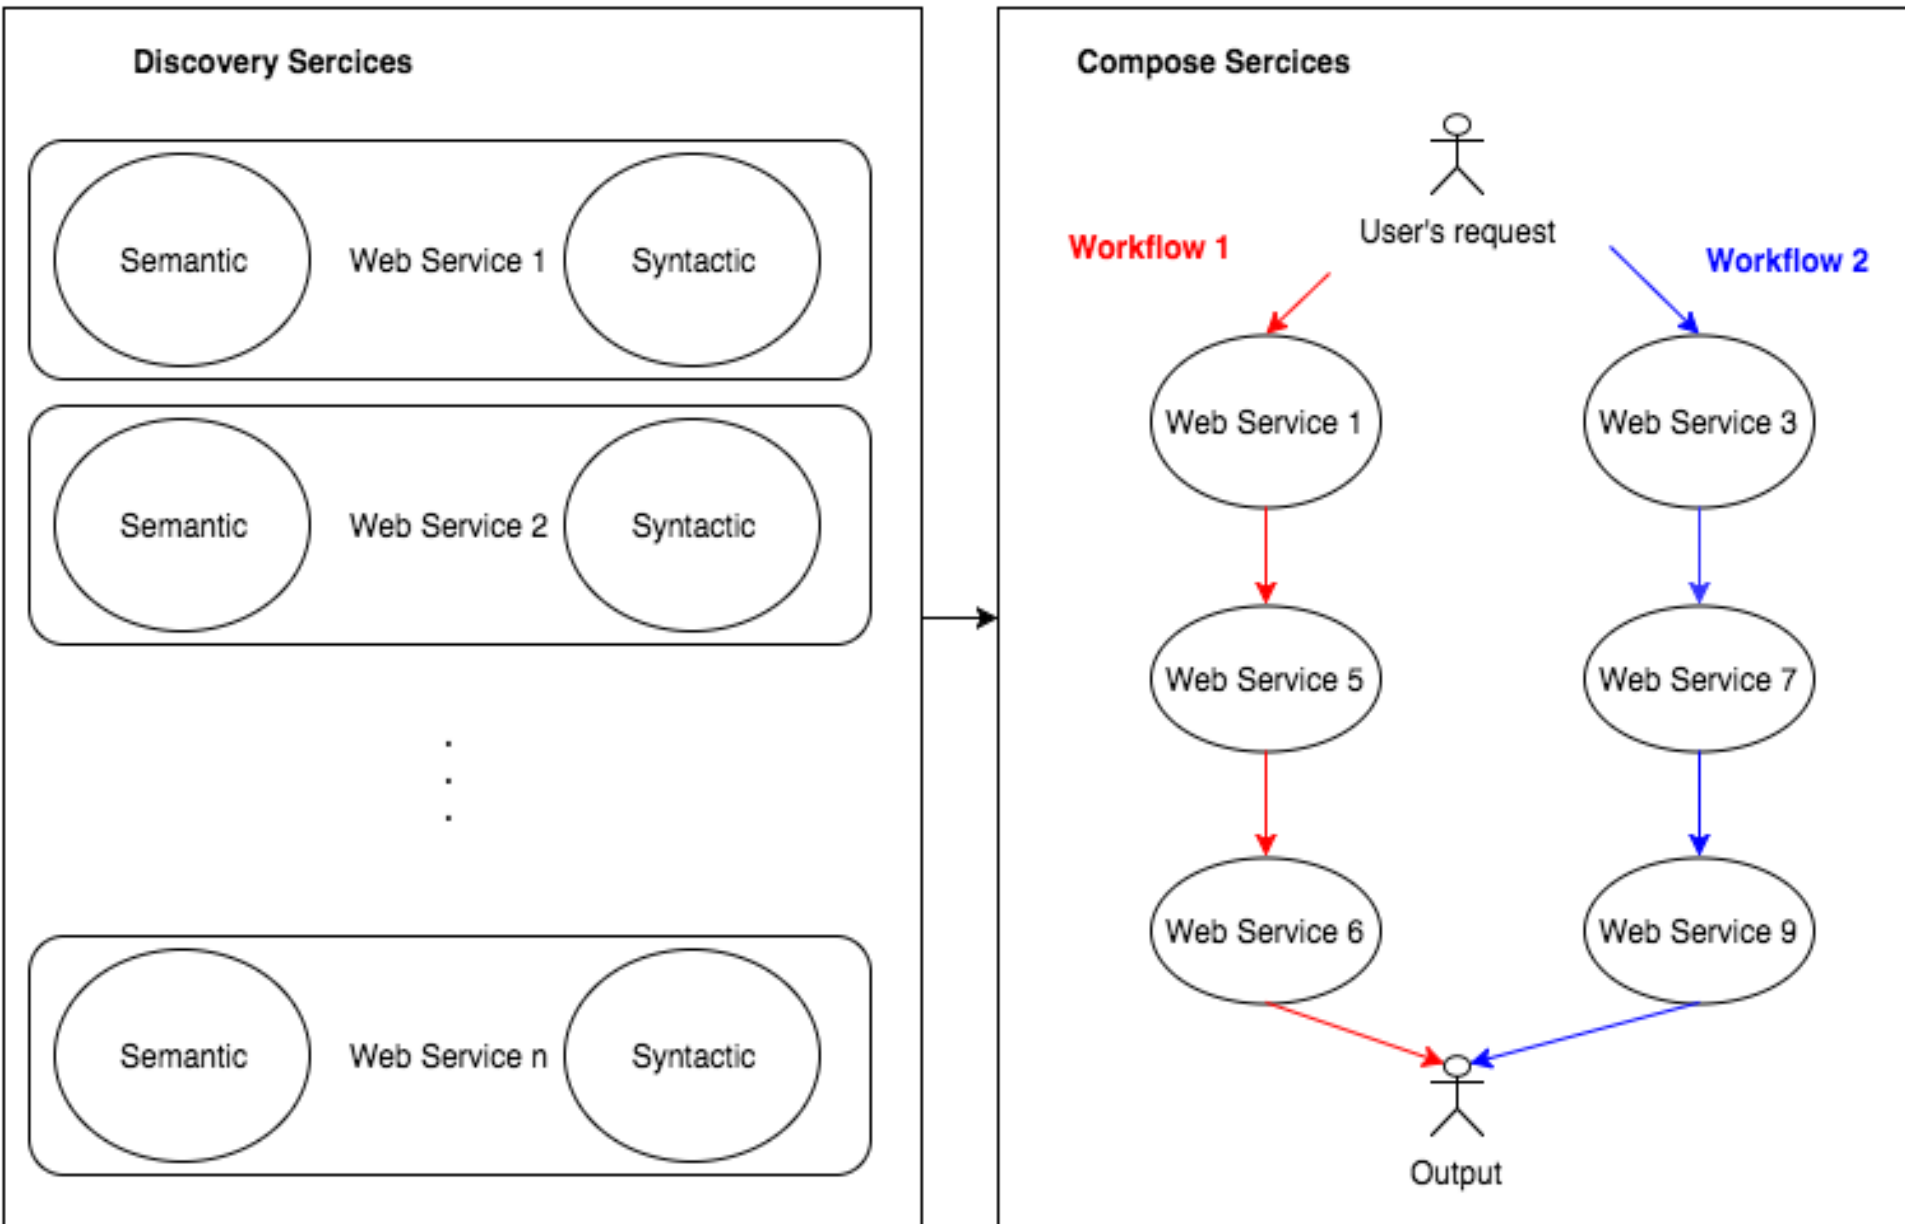 Discovery Sercices
Semantic
Web Service 1
Syntactic
Semantic
Web Service 2
Syntactic
Semantic
Web Service n
Syntactic
Compose Sercices
User's request
Workflow 1
Workflow 2
Web Service 1
Web Service 3
Web Service 5
Web Service 7
Web Service 6
Web Service 9
Output